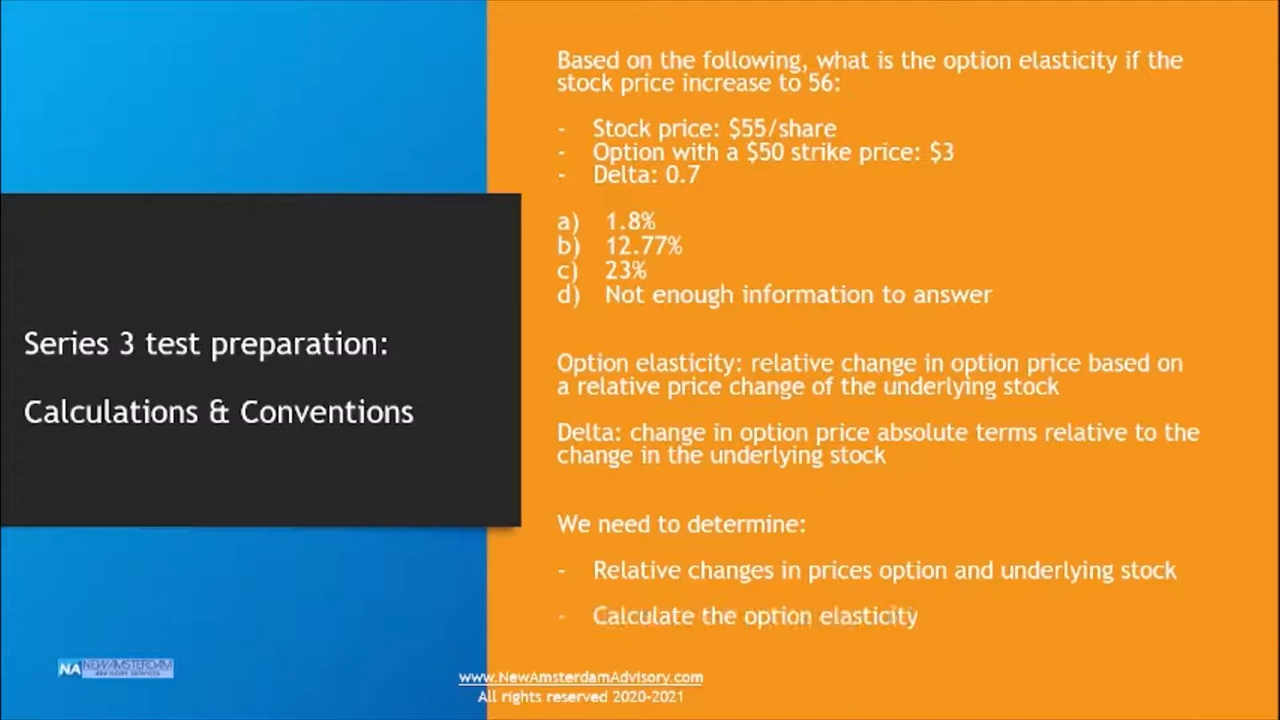 Based on the following, what is the option elasticity if the
stock price increase to 56:
- Stock price: $55/share
- Option with a $50 strike price: $3
- Delta: 0.7
a) 1.8%
b) 12.77%
c) 23%
d) Not enough information to answer
Option elasticity: relative change in option price based on
a relative price change of the underlying stock
Delta: change in option price absolute terms relative to the
change in the underlying stock
We need to determine:
- Relative changes in prices option and underlying stock
- Calculate the option elasticity
Series 3 test preparation:
Calculations & Conventions
NA NEWAMSTERDAM
ADVISORY SERVICES
www.NewAmsterdamAdvisory.com
All rights reserved 2020-2021